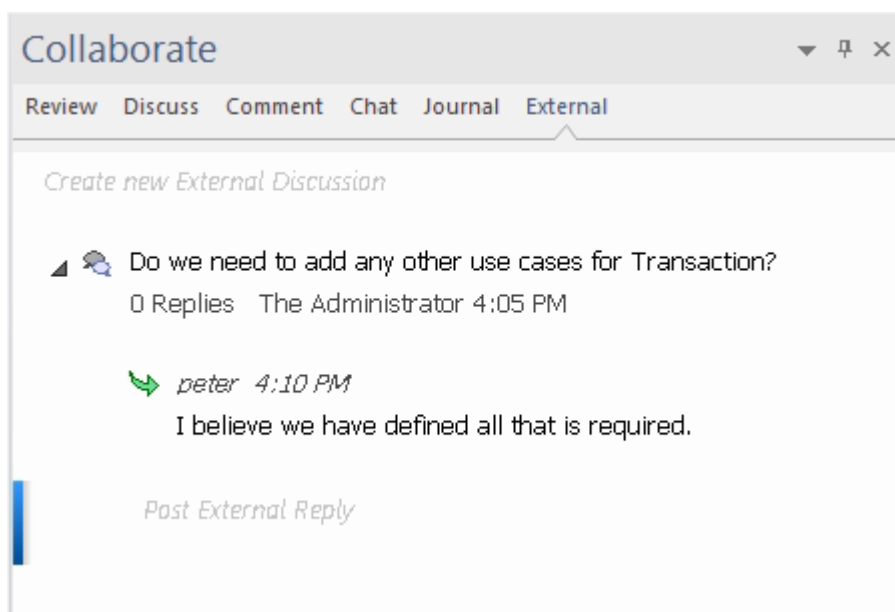 Collaborate
Review Discuss Comment Chat Journal External
Create new External Discussion
Do we need to add any other use cases for Transaction?
0 Replies The Administrator 4:05 PM
peter 4:10 PM
I believe we have defined all that is required.
Post External Reply